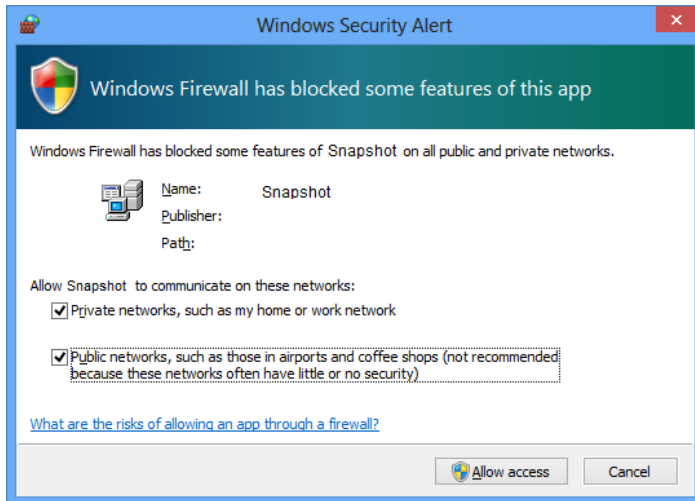 Windows Security Alert
Windows Firewall has blocked some features of this app
Windows Firewall has blocked some features of Snapshot on all public and private networks.
Name: Snapshot
Publisher:
Path:
Allow Snapshot to communicate on these networks:
Private networks, such as my home or work network
Public networks, such as those in airports and coffee shops (not recommended
because these networks often have little or no security)
What are the risks of allowing an app through a firewall?
Allow access Cancel